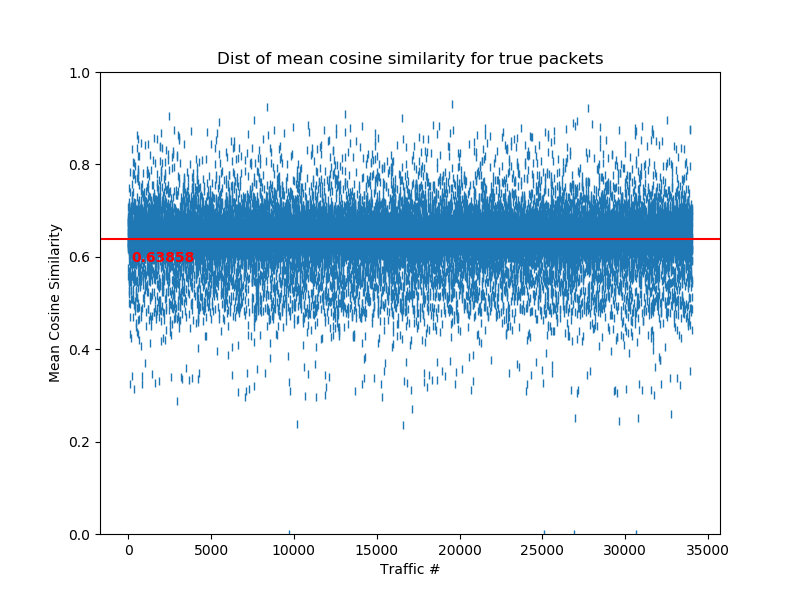 Dist of mean cosine similarity for true packets
1.0
0.8
0.6
0.4
0.2
0.0
Mean Cosine Similarity
0.63858
0 5000 10000 15000 20000 25000 30000 35000
Traffic #